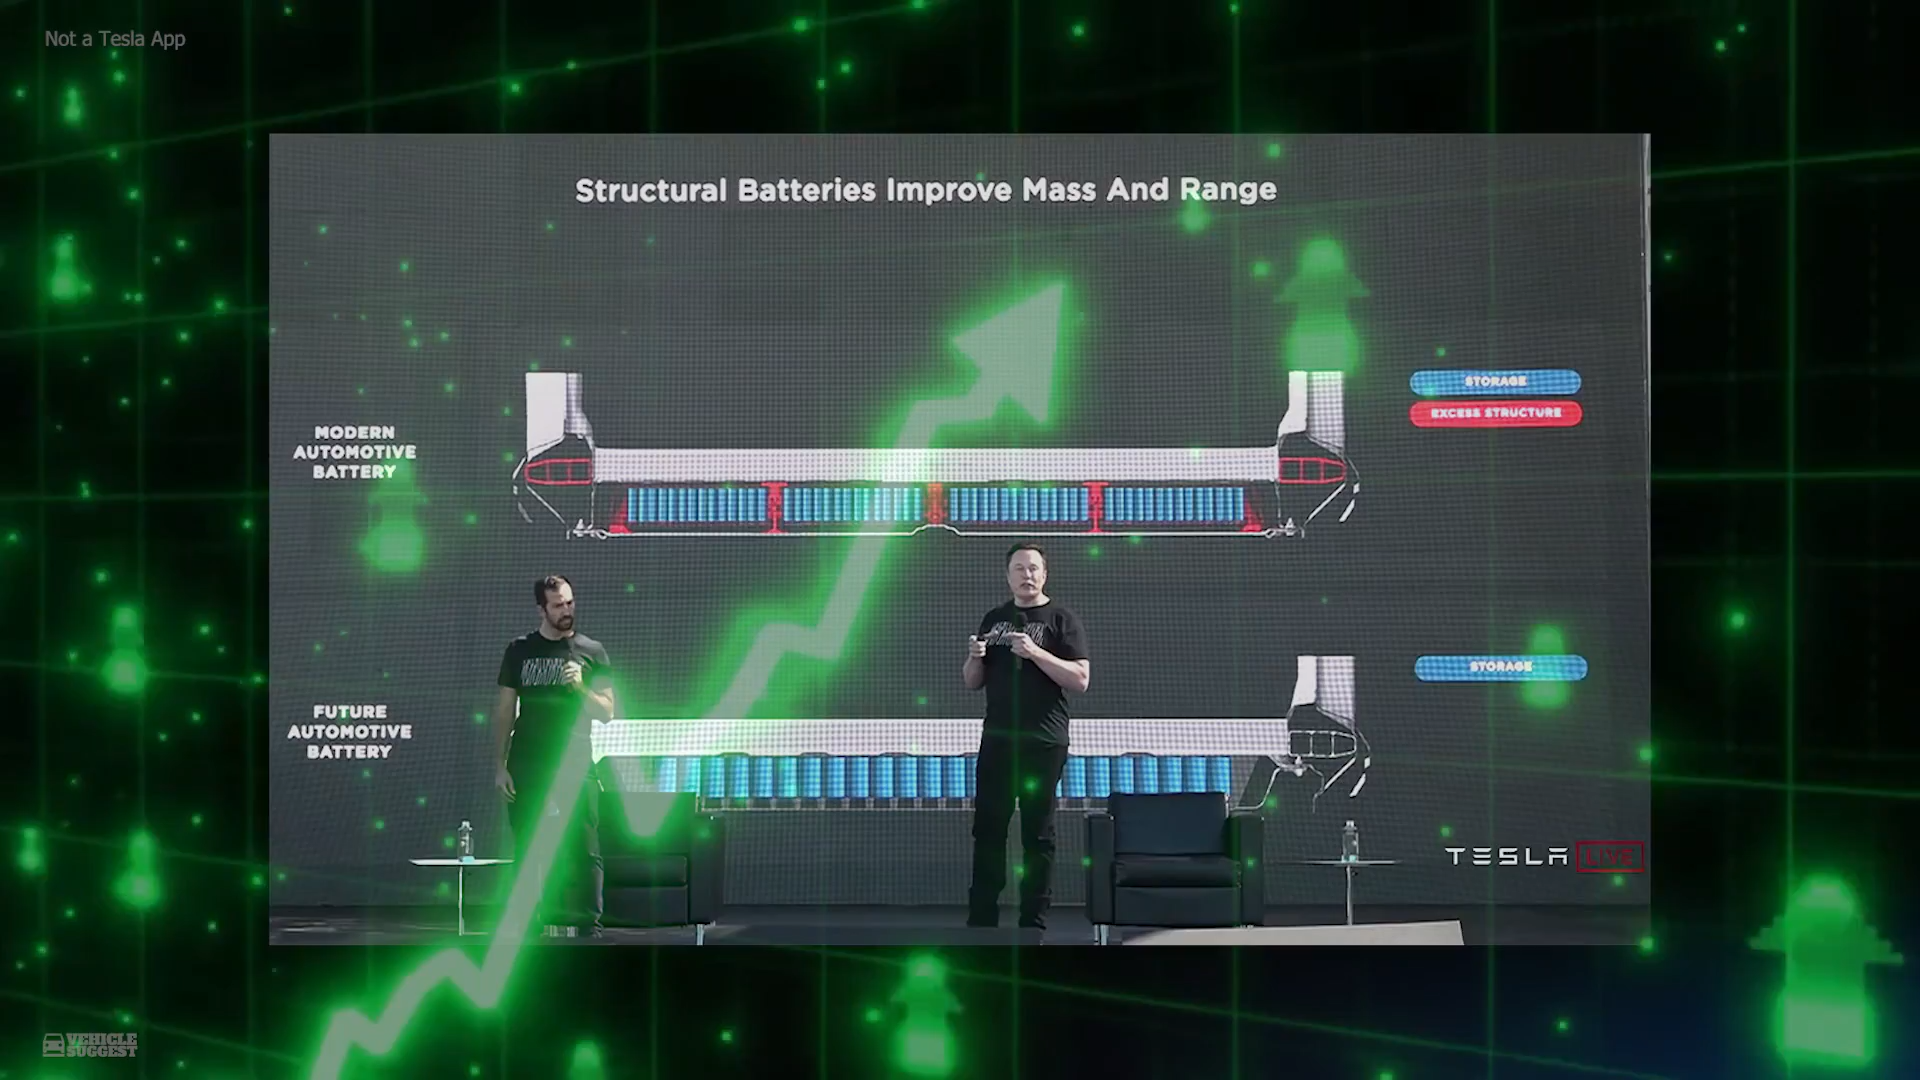 Not a Tesla App
Structural Batteries Improve Mass And Range
MODERN
AUTOMOTIVE
BATTERY
STORAGE
EXCESS STRUCTURE
FUTURE
AUTOMOTIVE
BATTERY
STORAGE
TESLA LIVE
VEHICLE
SUGGEST